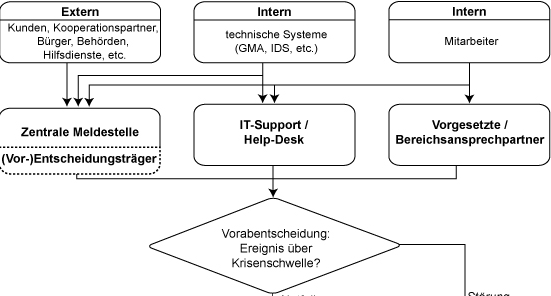 Extern
Kunden, Kooperationspartner,
Bürger, Behörden,
Hilfsdienste, etc.
Intern
technische Systeme
(GMA, IDS, etc.)
Intern
Mitarbeiter
Zentrale Meldestelle
(Vor-)Entscheidungsträger
IT-Support /
Help-Desk
Vorgesetzte /
Bereichsansprechpartner
Vorabentscheidung:
Ereignis über
Krisenschwelle?
Störung